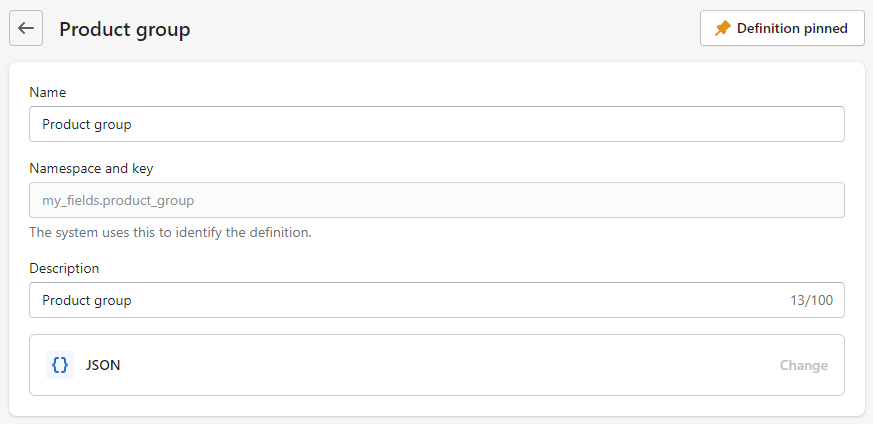 Product group
Definition pinned
Name
Product group
Namespace and key
my_fields.product_group
The system uses this to identify the definition.
Description
Product group 13/100
{} JSON Change